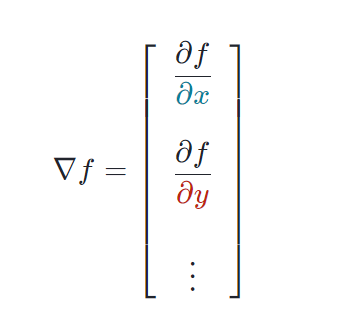 ∇f = [ ∂f/∂x
∂f/∂y
⋮ ]